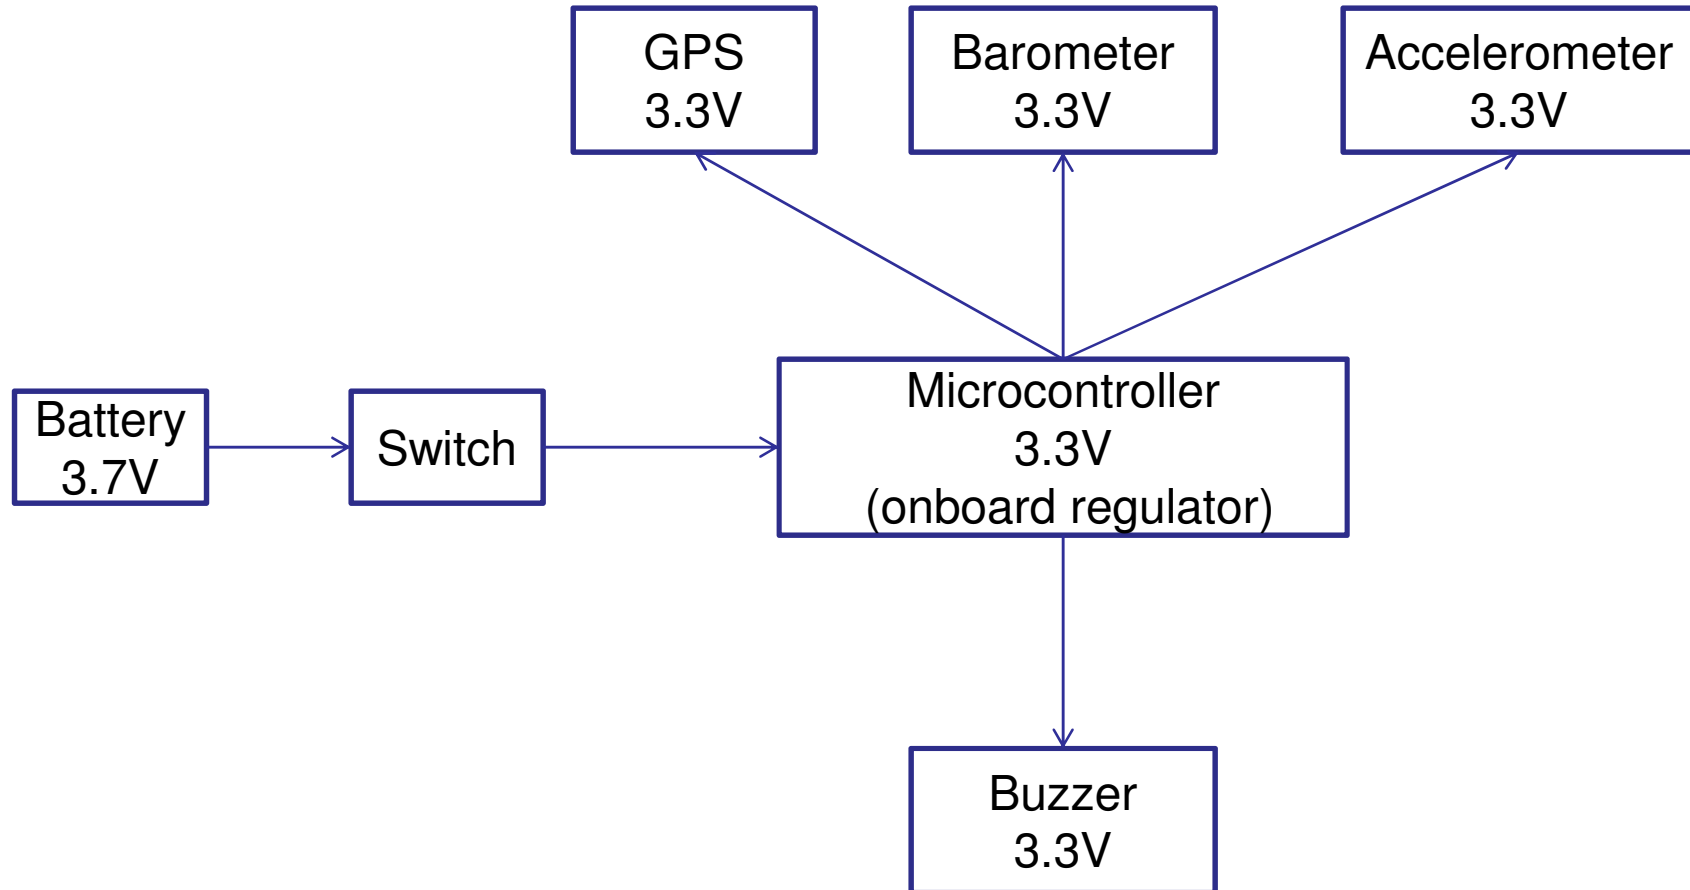 GPS
3.3V
Barometer
3.3V
Accelerometer
3.3V
Battery
3.7V
Switch
Microcontroller
3.3V
(onboard regulator)
Buzzer
3.3V